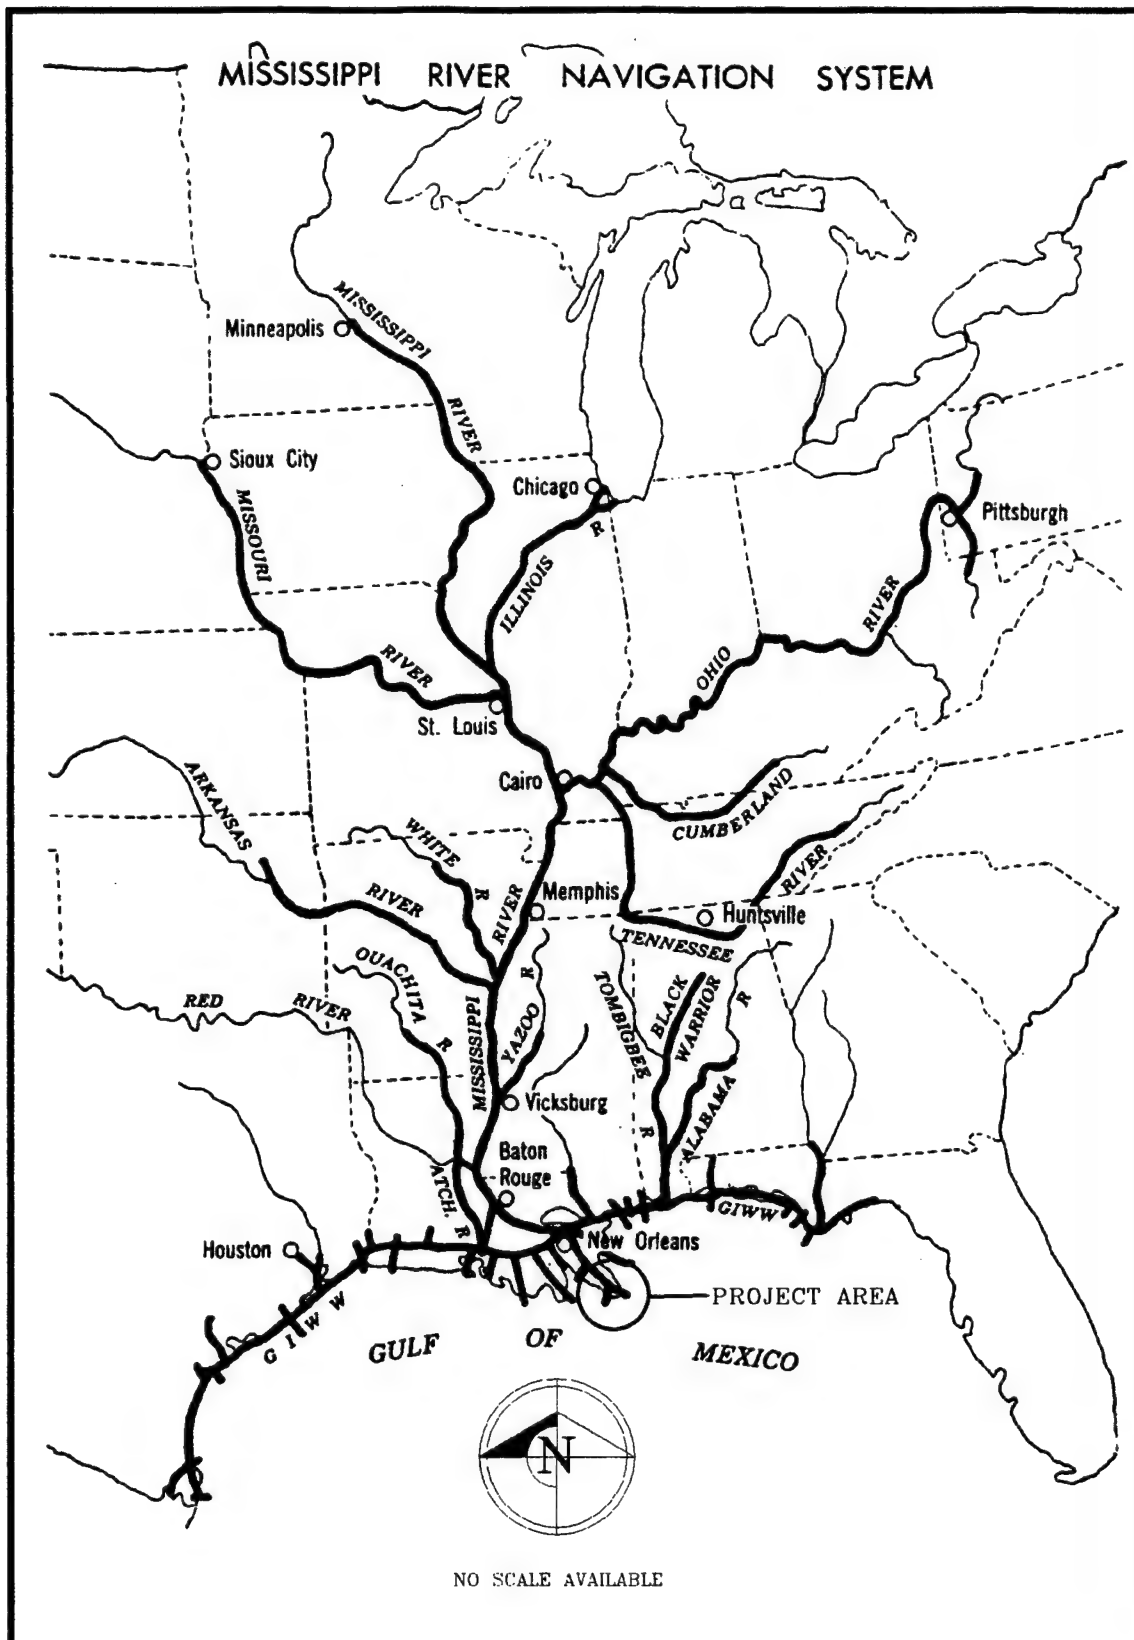 MISSISSIPPI RIVER NAVIGATION SYSTEM
MISSISSIPPI
Minneapolis
RIVER
Sioux City
Chicago
MISSOURI
R
Pittsburgh
ILLINOIS
RIVER
RIVER
OHIO
St. Louis
Cairo
ARKANSAS
CUMBERLAND
WHITE
R
RIVER
RIVER
Memphis
RIVER
Huntsville
TENNESSEE
OUACHITA
R
RED RIVER
MISSISSIPPI
YAZOO
R
TOMBIGBEE
R
BLACK
WARRIOR
R
ALABAMA
Vicksburg
Baton
Rouge
ATCH.
R
GIWW
Houston
New Orleans
PROJECT AREA
G I W W
GULF OF MEXICO
N
NO SCALE AVAILABLE